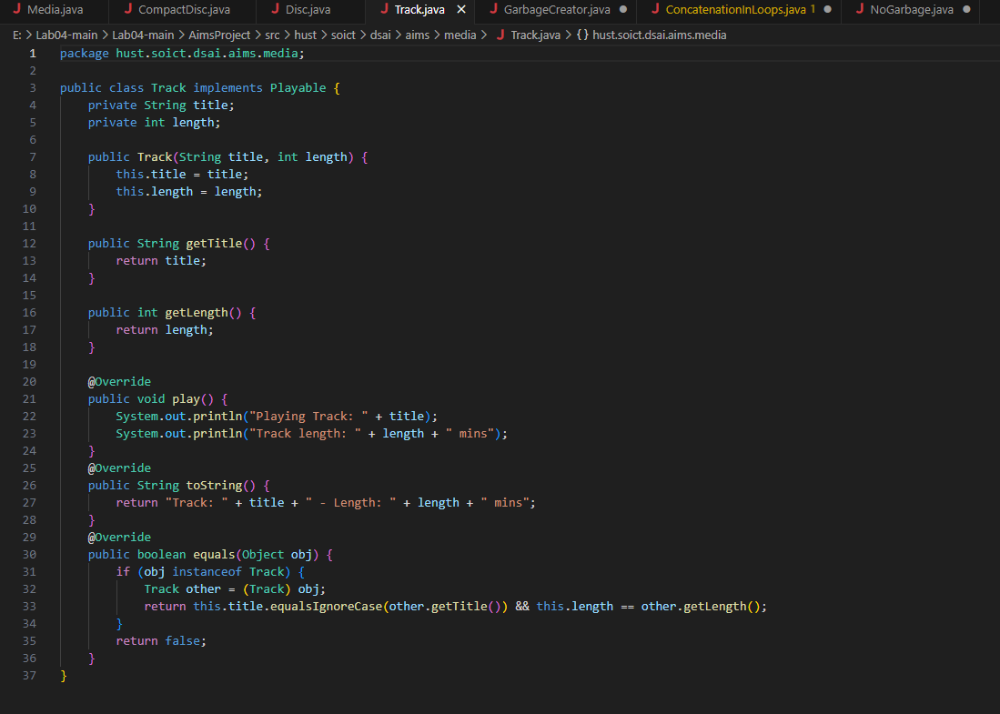 Media.java CompactDisc.java Disc.java Track.java GarbageCreator.java ConcatenationInLoops.java 1 NoGarbage.java
E: > Lab04-main > Lab04-main > AimsProject > src > hust > soict > dsai > aims > media > Track.java > {} hust.soict.dsai.aims.media
1 package hust.soict.dsai.aims.media;
2
3 public class Track implements Playable {
4     private String title;
5     private int length;
6
7     public Track(String title, int length) {
8         this.title = title;
9         this.length = length;
10     }
11
12     public String getTitle() {
13         return title;
14     }
15
16     public int getLength() {
17         return length;
18     }
19
20     @Override
21     public void play() {
22         System.out.println("Playing Track: " + title);
23         System.out.println("Track length: " + length + " mins");
24     }
25     @Override
26     public String toString() {
27         return "Track: " + title + " - Length: " + length + " mins";
28     }
29     @Override
30     public boolean equals(Object obj) {
31         if (obj instanceof Track) {
32             Track other = (Track) obj;
33             return this.title.equalsIgnoreCase(other.getTitle()) && this.length == other.getLength();
34         }
35         return false;
36     }
37 }